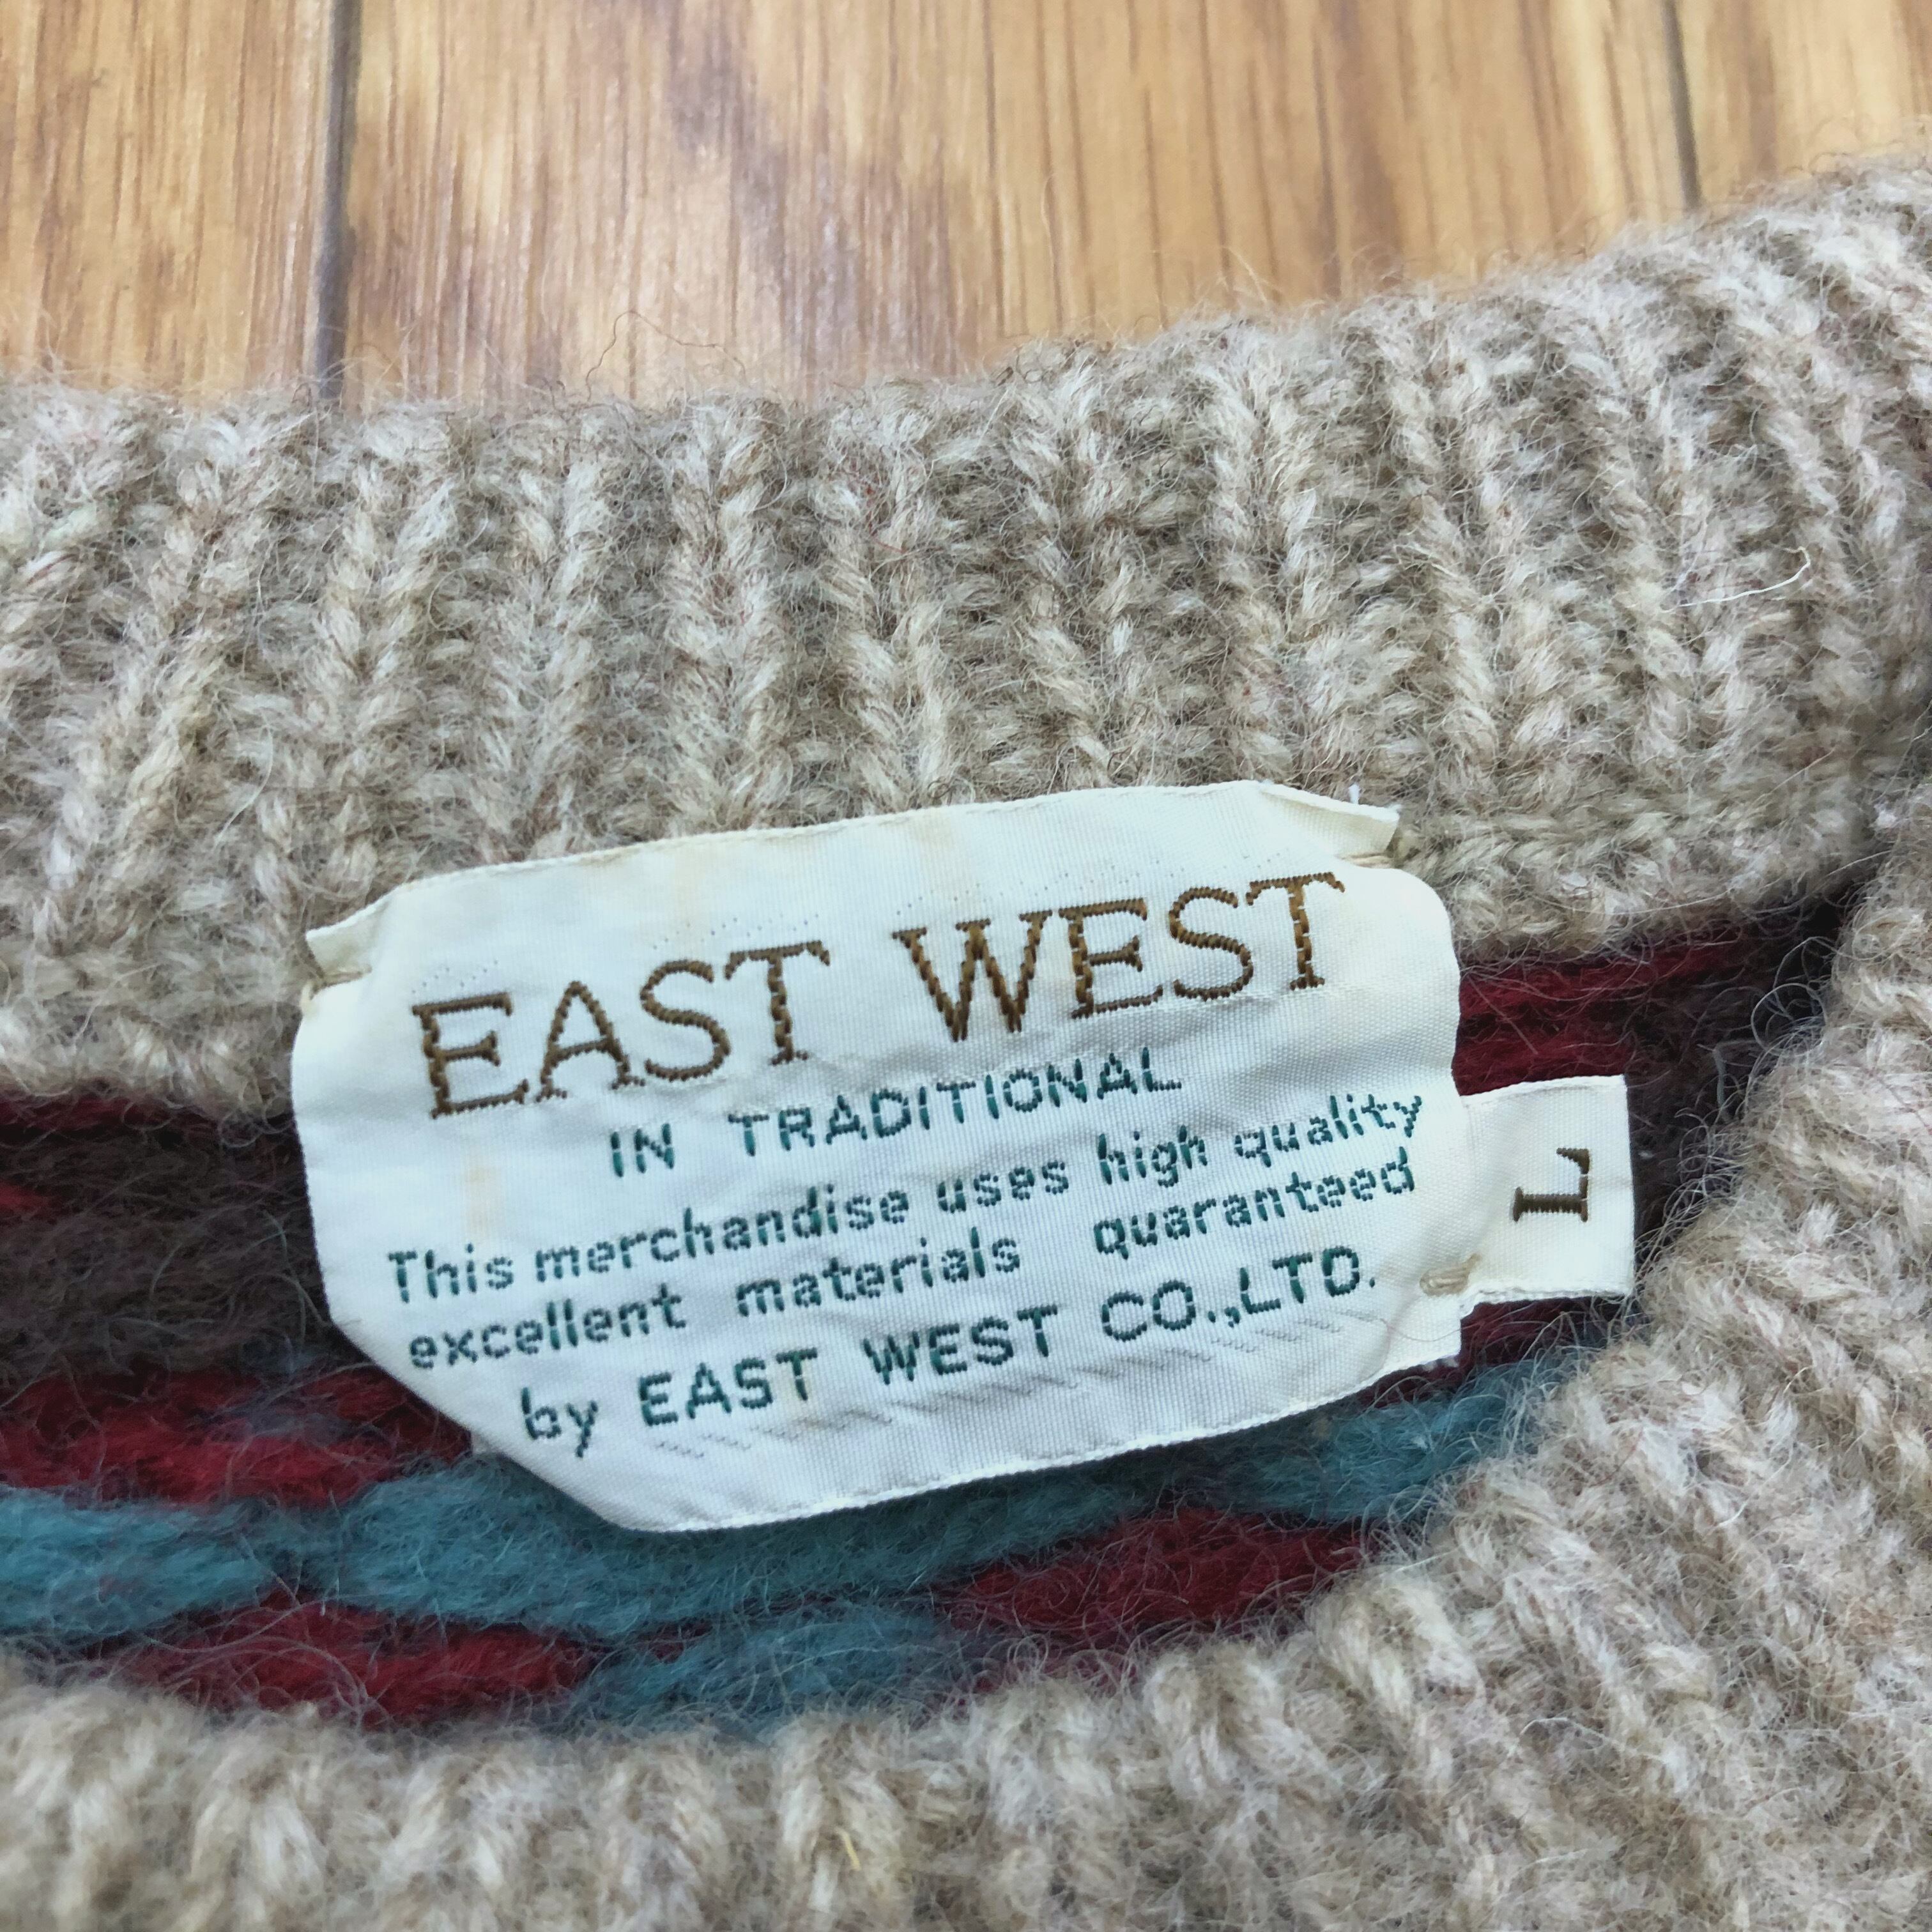 EAST WEST
IN TRADITIONAL
This merchandise uses high quality
excellent materials quaranteed
by EAST WEST CO.,LTD.
L